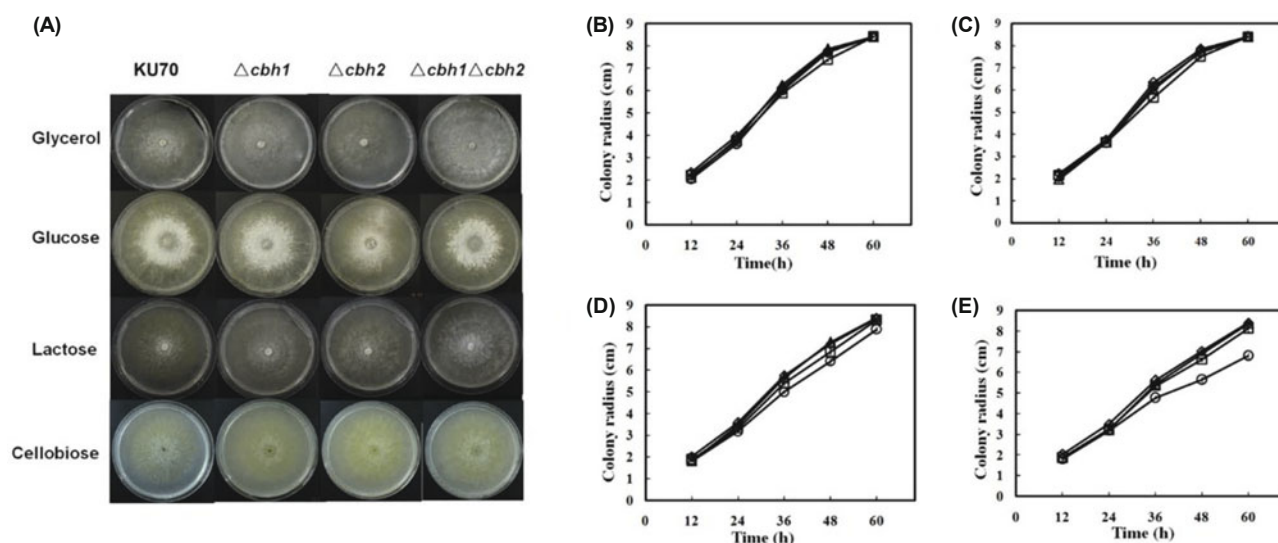 (A)
KU70 △cbh1 △cbh2 △cbh1△cbh2
Glycerol
Glucose
Lactose
Cellobiose
(B)
Colony radius (cm)
9
8
7
6
5
4
3
2
1
0
0 12 24 36 48 60
Time(h)
(C)
Colony radius (cm)
9
8
7
6
5
4
3
2
1
0
0 12 24 36 48 60
Time (h)
(D)
Colony radius (cm)
9
8
7
6
5
4
3
2
1
0
0 12 24 36 48 60
Time (h)
(E)
Colony radius (cm)
9
8
7
6
5
4
3
2
1
0
0 12 24 36 48 60
Time (h)